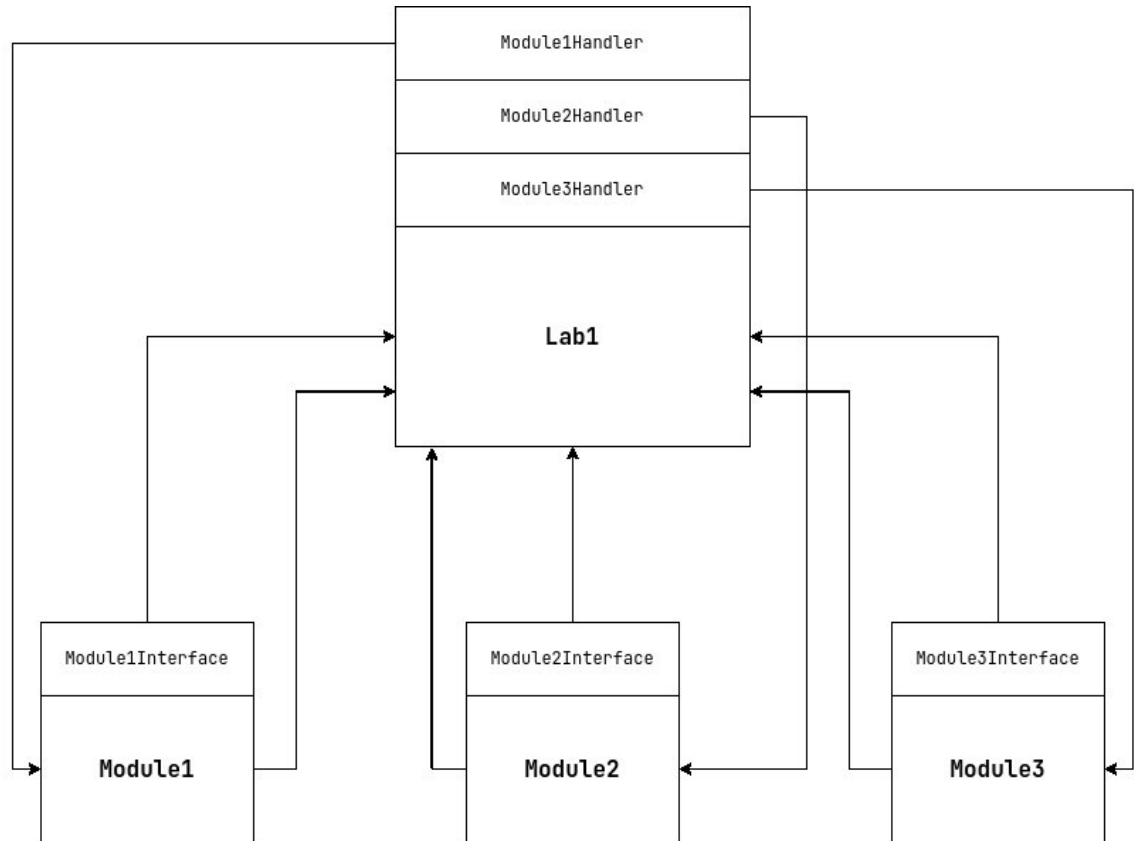 Module1Handler
Module2Handler
Module3Handler
Lab1
Module1Interface
Module2Interface
Module3Interface
Module1
Module2
Module3